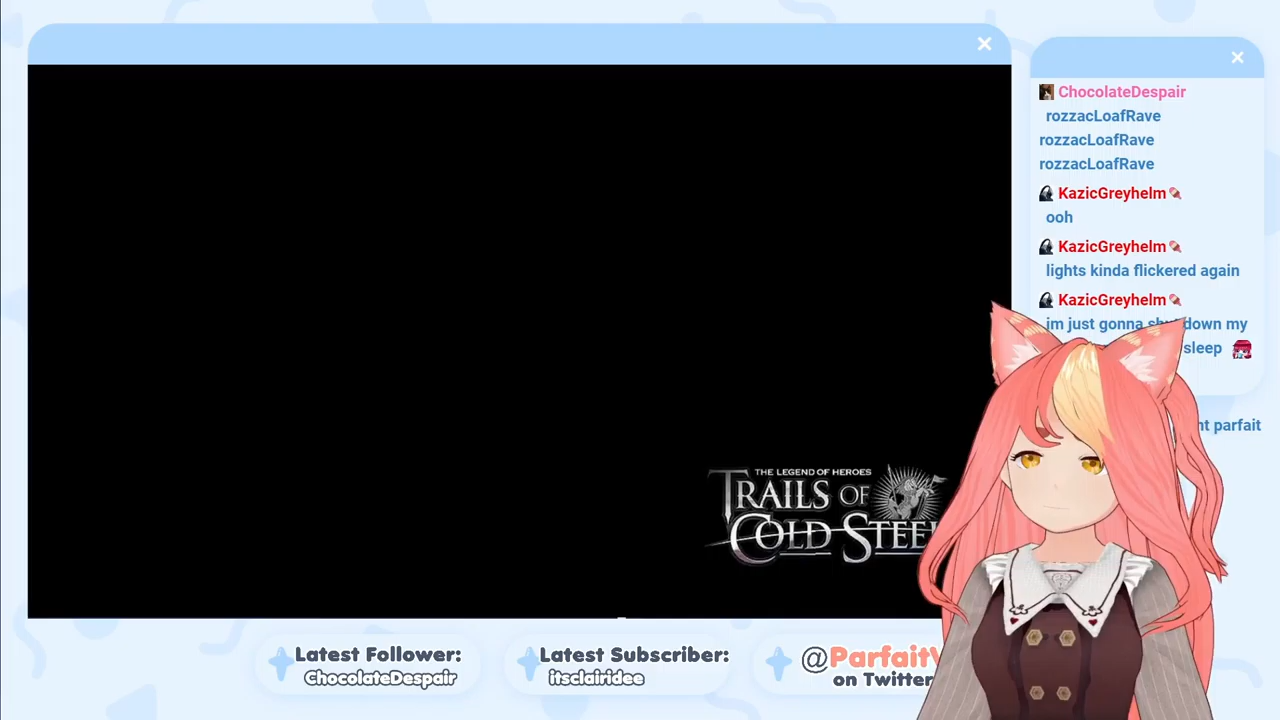 ChocolateDespair
rozzacLoafRave
rozzacLoafRave
rozzacLoafRave
KazicGreyhelm
ooh
KazicGreyhelm
lights kinda flickered again
KazicGreyhelm
im just gonna down my
sleep
parfait
THE LEGEND OF HEROES
TRAILS OF
COLD STEEL
Latest Follower:
ChocolateDespair
Latest Subscriber:
itsclairidee
@Parfait
on Twitter